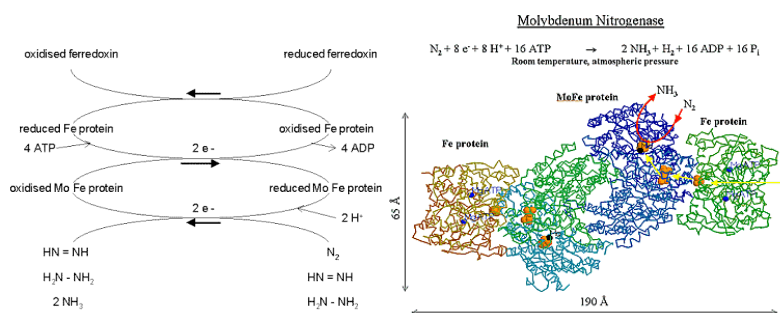 oxidised ferredoxin
reduced ferredoxin
reduced Fe protein
oxidised Fe protein
4 ATP
2 e-
4 ADP
oxidised Mo Fe protein
reduced Mo Fe protein
2 e-
2 H⁺
HN = NH
N₂
H₂N - NH₂
HN = NH
2 NH₃
H₂N - NH₂
Molybdenum Nitrogenase
N₂ + 8 e⁻ + 8 H⁺ + 16 ATP → 2 NH₃ + H₂ + 16 ADP + 16 Pᵢ
Room temperature, atmospheric pressure
NH₃
MoFe protein
N₂
Fe protein
Fe protein
65 Å
190 Å